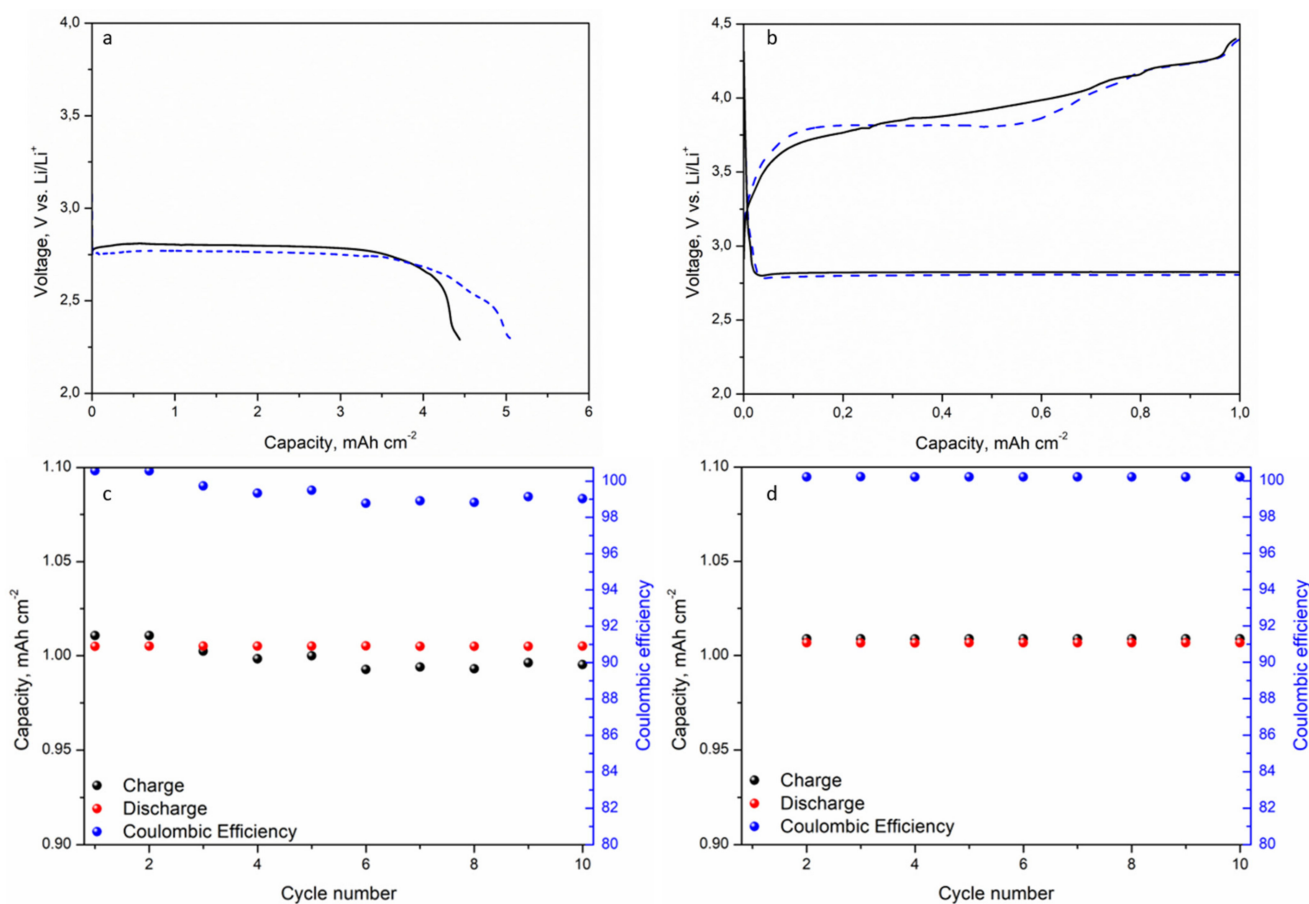 a
4,0
3,5
3,0
2,5
2,0
Voltage, V vs. Li/Li+
0 1 2 3 4 5 6
Capacity, mAh cm-2
b
4,5
4,0
3,5
3,0
2,5
2,0
Voltage, V vs. Li/Li+
0,0 0,2 0,4 0,6 0,8 1,0
Capacity, mAh cm-2
c
1.10
1.05
1.00
0.95
0.90
Capacity, mAh cm-2
100
98
96
94
92
91
90
88
86
84
82
80
Coulombic efficiency
Charge
Discharge
Coulombic Efficiency
2 4 6 8 10
Cycle number
d
1.10
1.05
1.00
0.95
0.90
Capacity, mAh cm-2
100
98
96
94
92
91
90
88
86
84
82
80
Coulombic efficiency
Charge
Discharge
Coulombic Efficiency
2 4 6 8 10
Cycle number